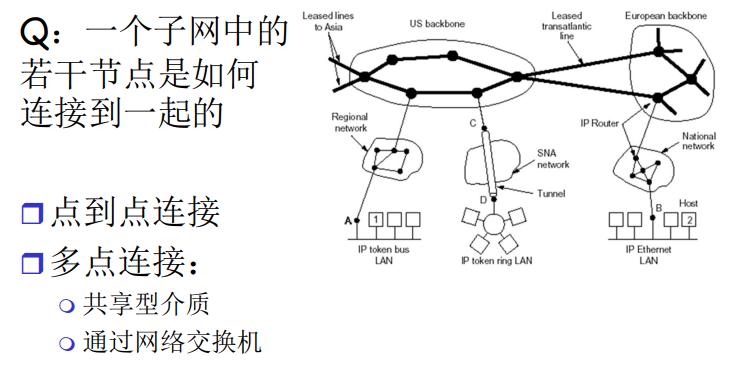 Q：一个子网中的
若干节点是如何
连接到一起的
点到点连接
多点连接：
共享型介质
通过网络交换机
Leased lines
to Asia
US backbone
Leased
transatlantic
line
European backbone
Regional
network
C
SNA
network
IP Router
National
network
Tunnel
D
A
1
B
Host
2
IP token bus
LAN
IP token ring LAN
IP Ethernet
LAN